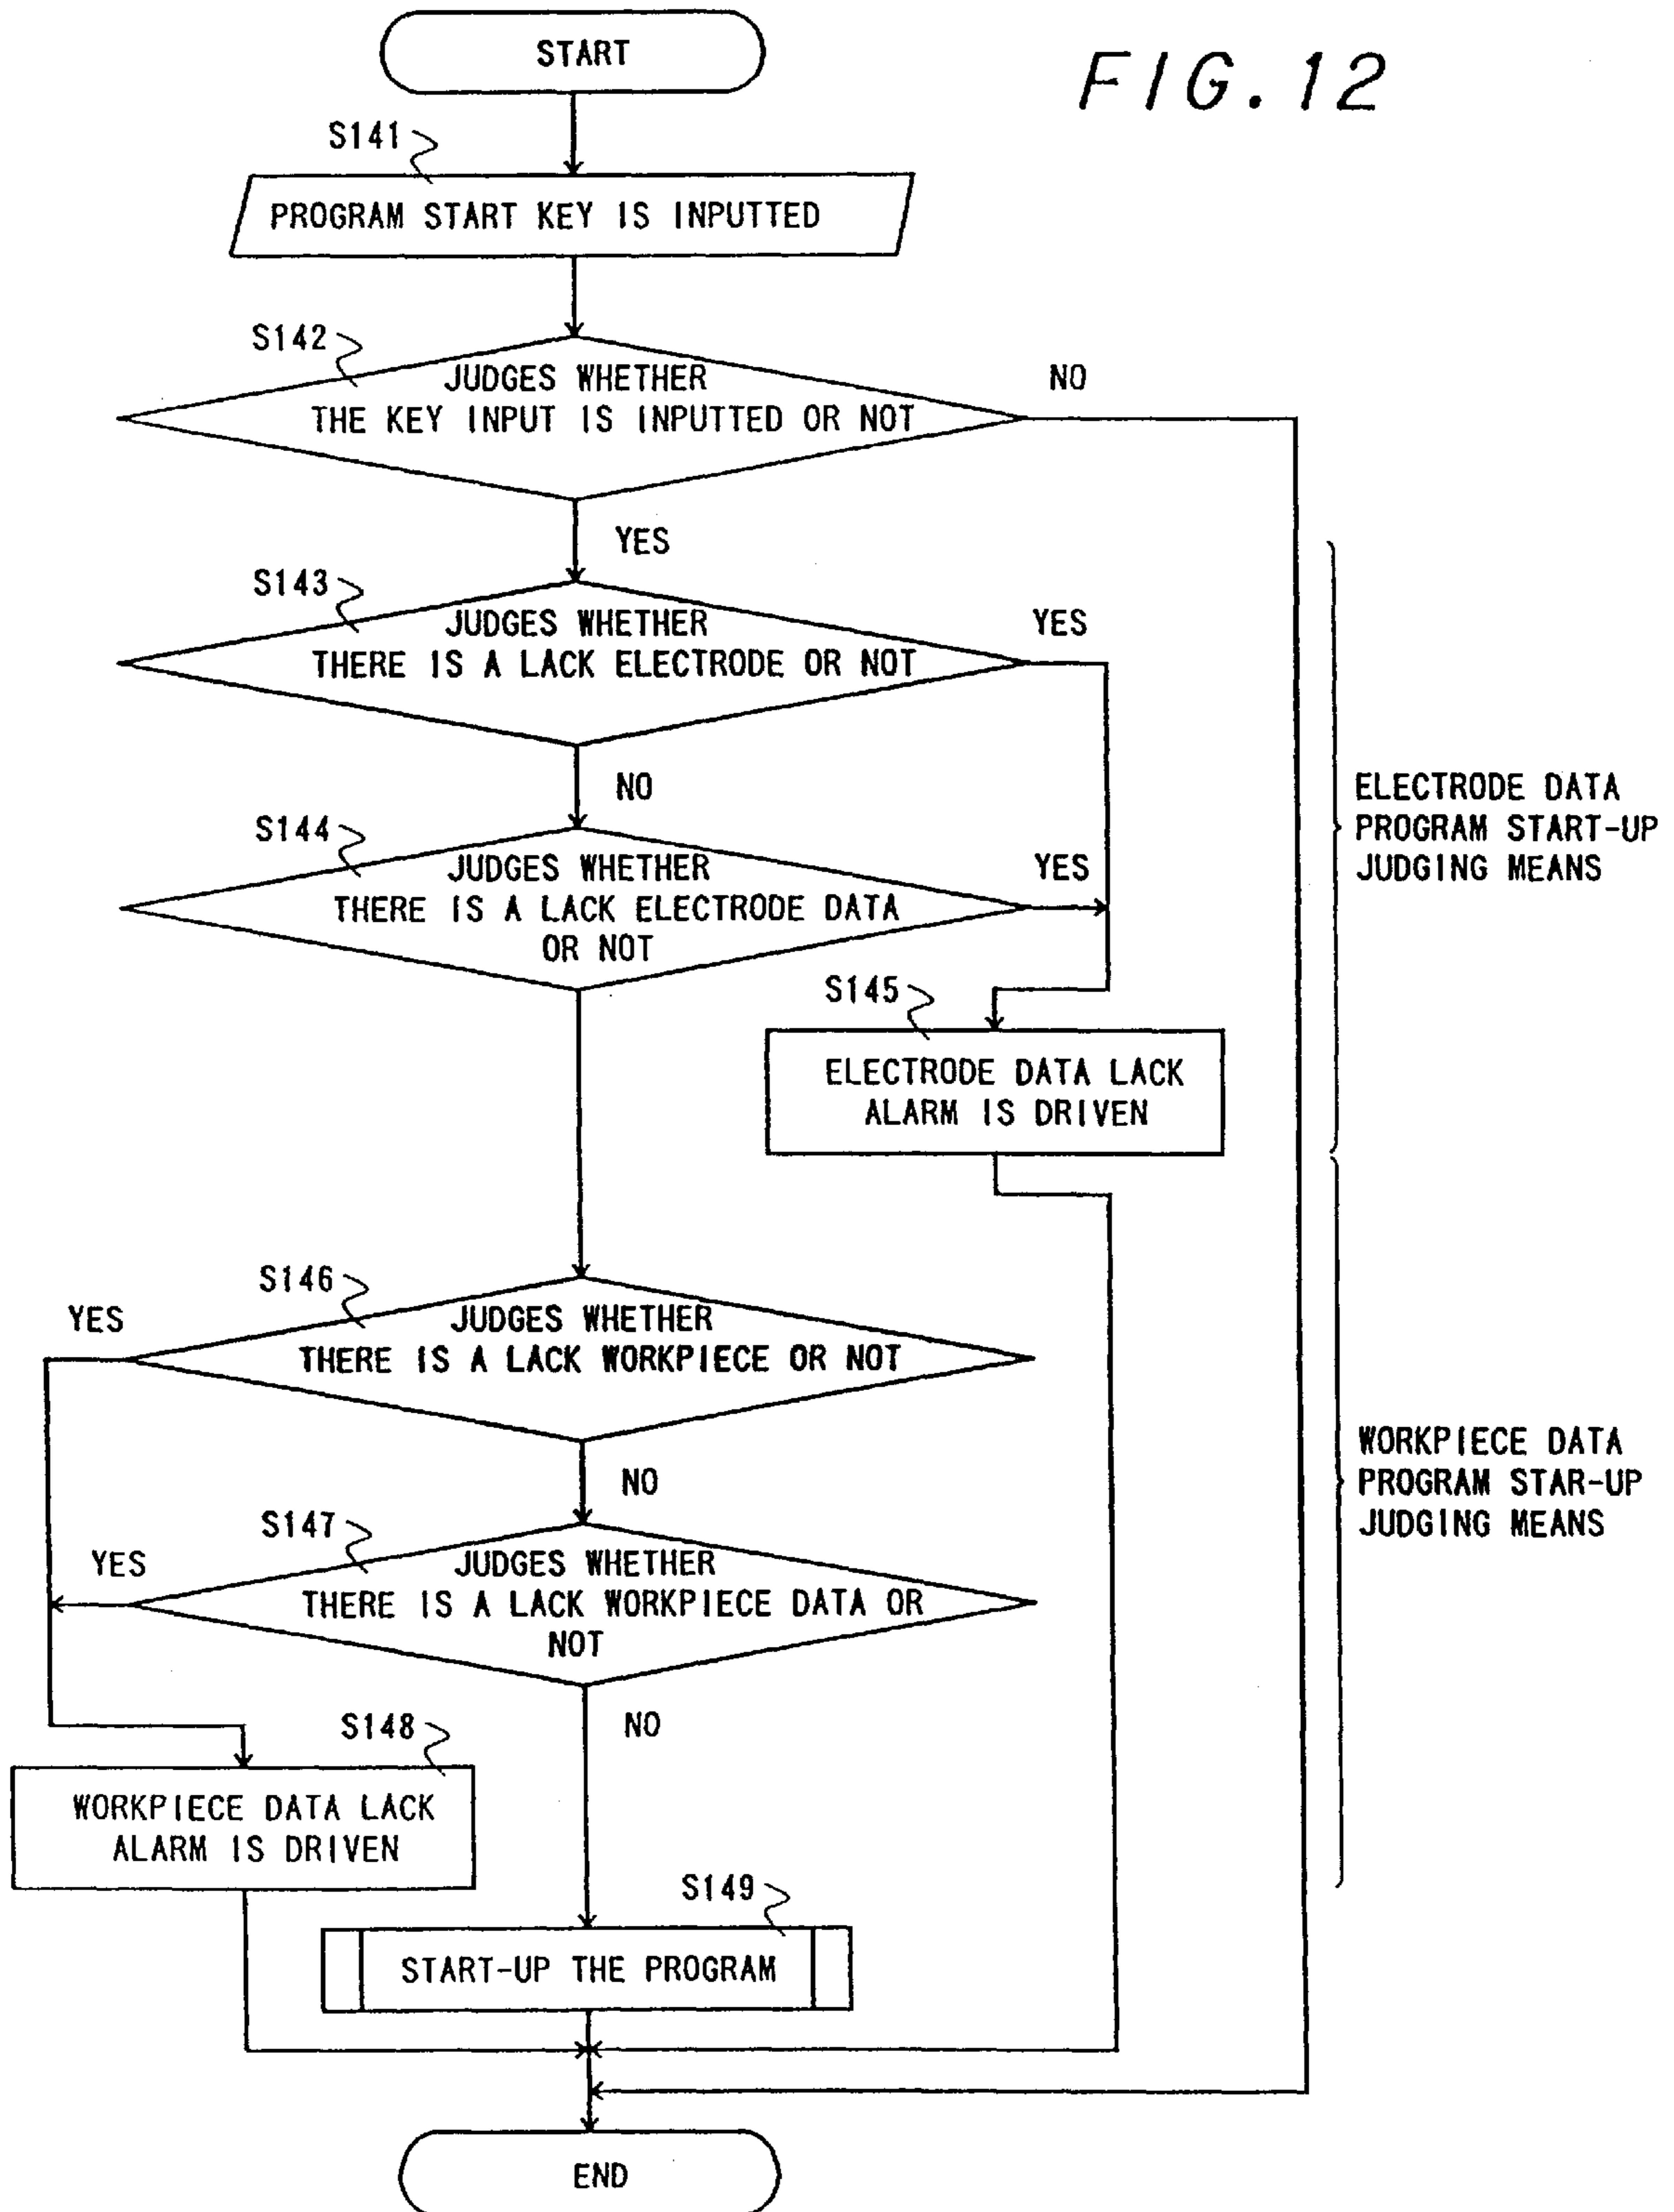 START
FIG.12
S141
PROGRAM START KEY IS INPUTTED
S142
JUDGES WHETHER
THE KEY INPUT IS INPUTTED OR NOT
NO
YES
S143
JUDGES WHETHER
THERE IS A LACK ELECTRODE OR NOT
YES
NO
S144
JUDGES WHETHER
THERE IS A LACK ELECTRODE DATA
OR NOT
YES
ELECTRODE DATA
PROGRAM START-UP
JUDGING MEANS
S145
ELECTRODE DATA LACK
ALARM IS DRIVEN
S146
JUDGES WHETHER
THERE IS A LACK WORKPIECE OR NOT
YES
NO
S147
JUDGES WHETHER
THERE IS A LACK WORKPIECE DATA OR
NOT
YES
NO
WORKPIECE DATA
PROGRAM STAR-UP
JUDGING MEANS
S148
WORKPIECE DATA LACK
ALARM IS DRIVEN
S149
START-UP THE PROGRAM
END